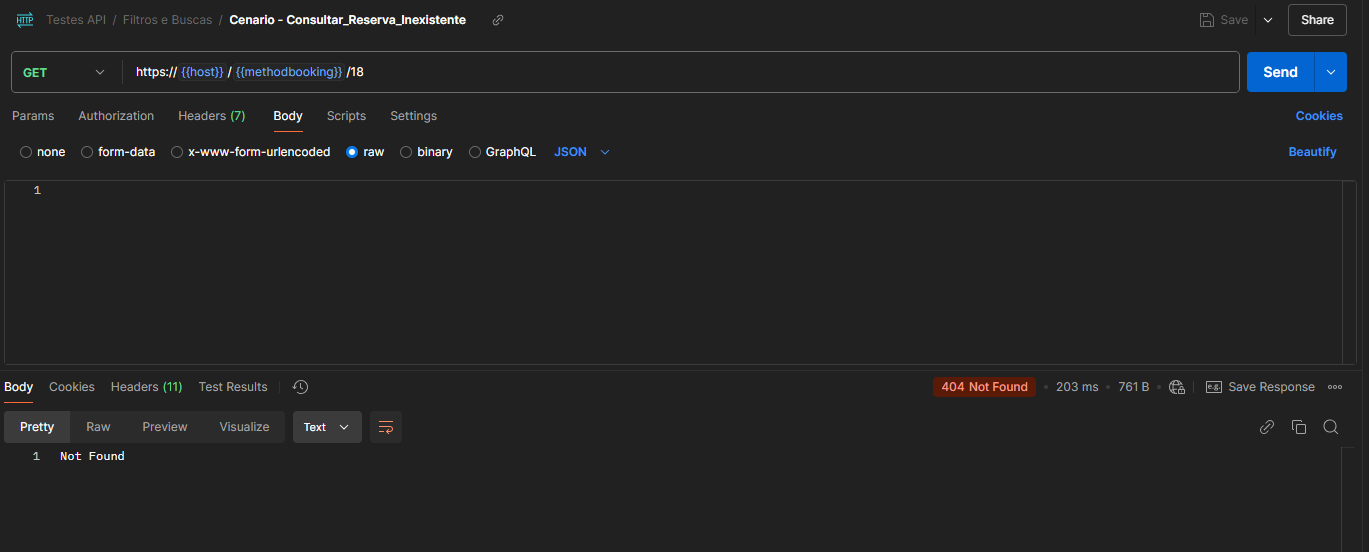 HTTP Testes API / Filtros e Buscas / Cenario - Consultar_Reserva_Inexistente Save Share
GET https:// {{host}} / {{methodbooking}} /18 Send
Params Authorization Headers (7) Body Scripts Settings Cookies
none form-data x-www-form-urlencoded raw binary GraphQL JSON Beautify
1
Body Cookies Headers (11) Test Results 404 Not Found • 203 ms • 761 B • e.g. Save Response
Pretty Raw Preview Visualize Text
1 Not Found